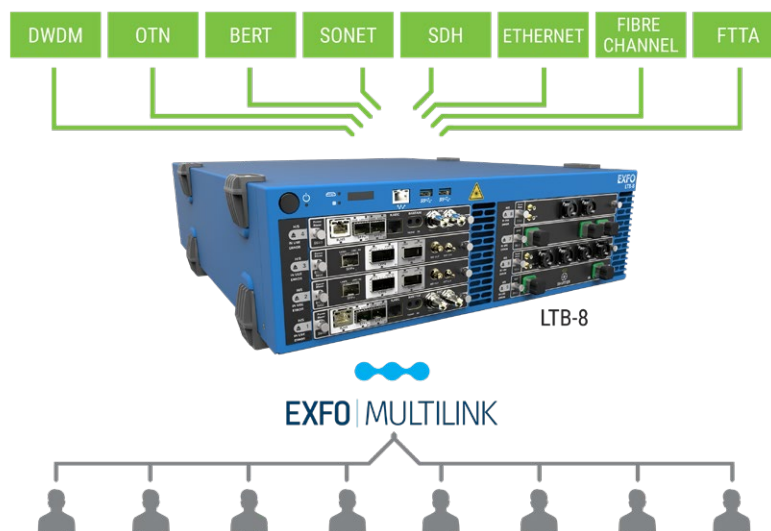 DWDM
OTN
BERT
SONET
SDH
ETHERNET
FIBRE
CHANNEL
FTTA
EXFO
LTB-8
LTB-8
EXFO | MULTILINK